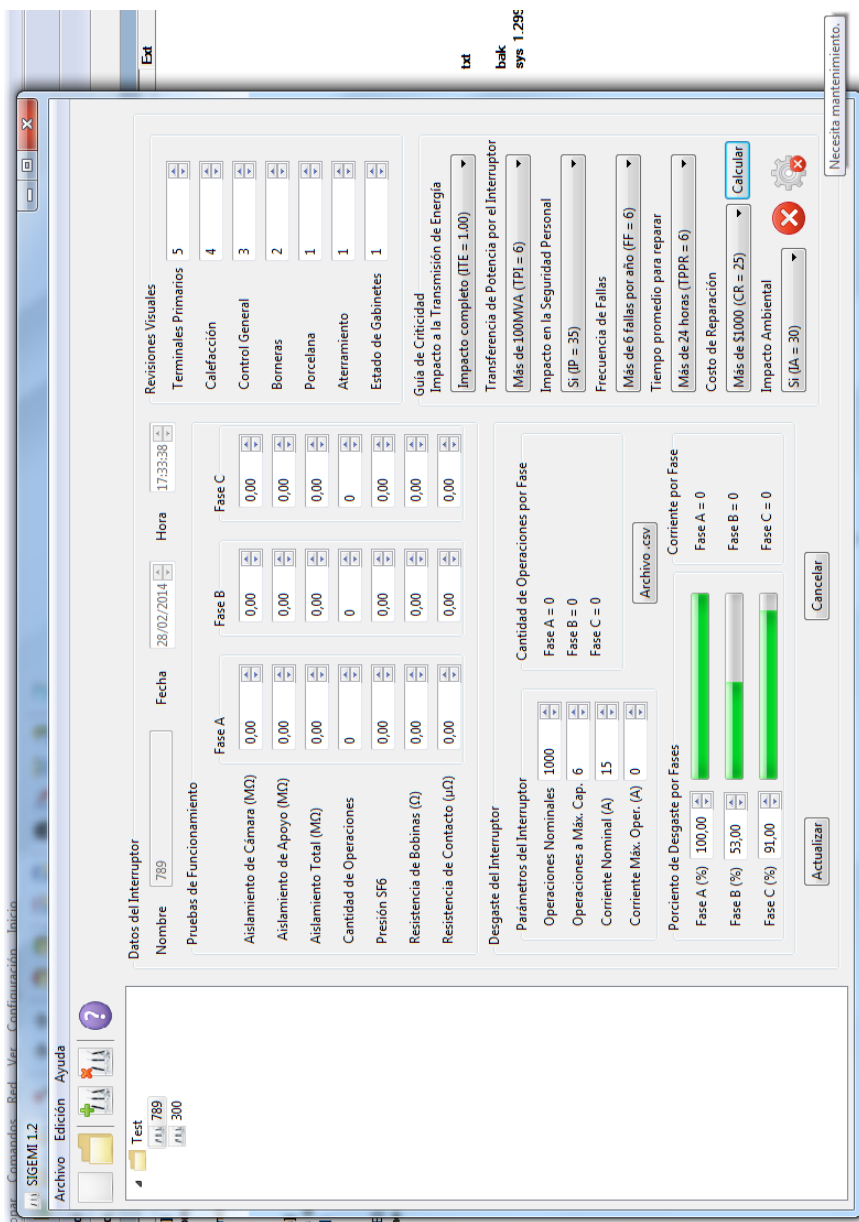 Comandos Red Ver Configuración Inicio
SIGEMI 1.2
Archivo Edición Ayuda
Ext
txt
bak
sys 1.299
Test
789
300
Datos del Interruptor
Nombre 789 Fecha 28/02/2014 Hora 17:33:38
Pruebas de Funcionamiento
Fase A Fase B Fase C
Aislamiento de Cámara (MΩ) 0,00 0,00 0,00
Aislamiento de Apoyo (MΩ) 0,00 0,00 0,00
Aislamiento Total (MΩ) 0,00 0,00 0,00
Cantidad de Operaciones 0 0 0
Presión SF6 0,00 0,00 0,00
Resistencia de Bobinas (Ω) 0,00 0,00 0,00
Resistencia de Contacto (μΩ) 0,00 0,00 0,00
Desgaste del Interruptor
Parámetros del Interruptor
Operaciones Nominales 1000
Operaciones a Máx. Cap. 6
Corriente Nominal (A) 15
Corriente Máx. Oper. (A) 0
Cantidad de Operaciones por Fase
Fase A = 0
Fase B = 0
Fase C = 0
Archivo .csv
Porciento de Desgaste por Fases
Fase A (%) 100,00
Fase B (%) 53,00
Fase C (%) 91,00
Corriente por Fase
Fase A = 0
Fase B = 0
Fase C = 0
Actualizar Cancelar
Revisiones Visuales
Terminales Primarios 5
Calefacción 4
Control General 3
Borneras 2
Porcelana 1
Aterramiento 1
Estado de Gabinetes 1
Guía de Criticidad
Impacto a la Transmisión de Energía
Impacto completo (ITE = 1.00)
Transferencia de Potencia por el Interruptor
Más de 100MVA (TPI = 6)
Impacto en la Seguridad Personal
Si (IP = 35)
Frecuencia de Fallas
Más de 6 fallas por año (FF = 6)
Tiempo promedio para reparar
Más de 24 horas (TPPR = 6)
Costo de Reparación
Más de $1000 (CR = 25) Calcular
Impacto Ambiental
Si (IA = 30)
Necesita mantenimiento.